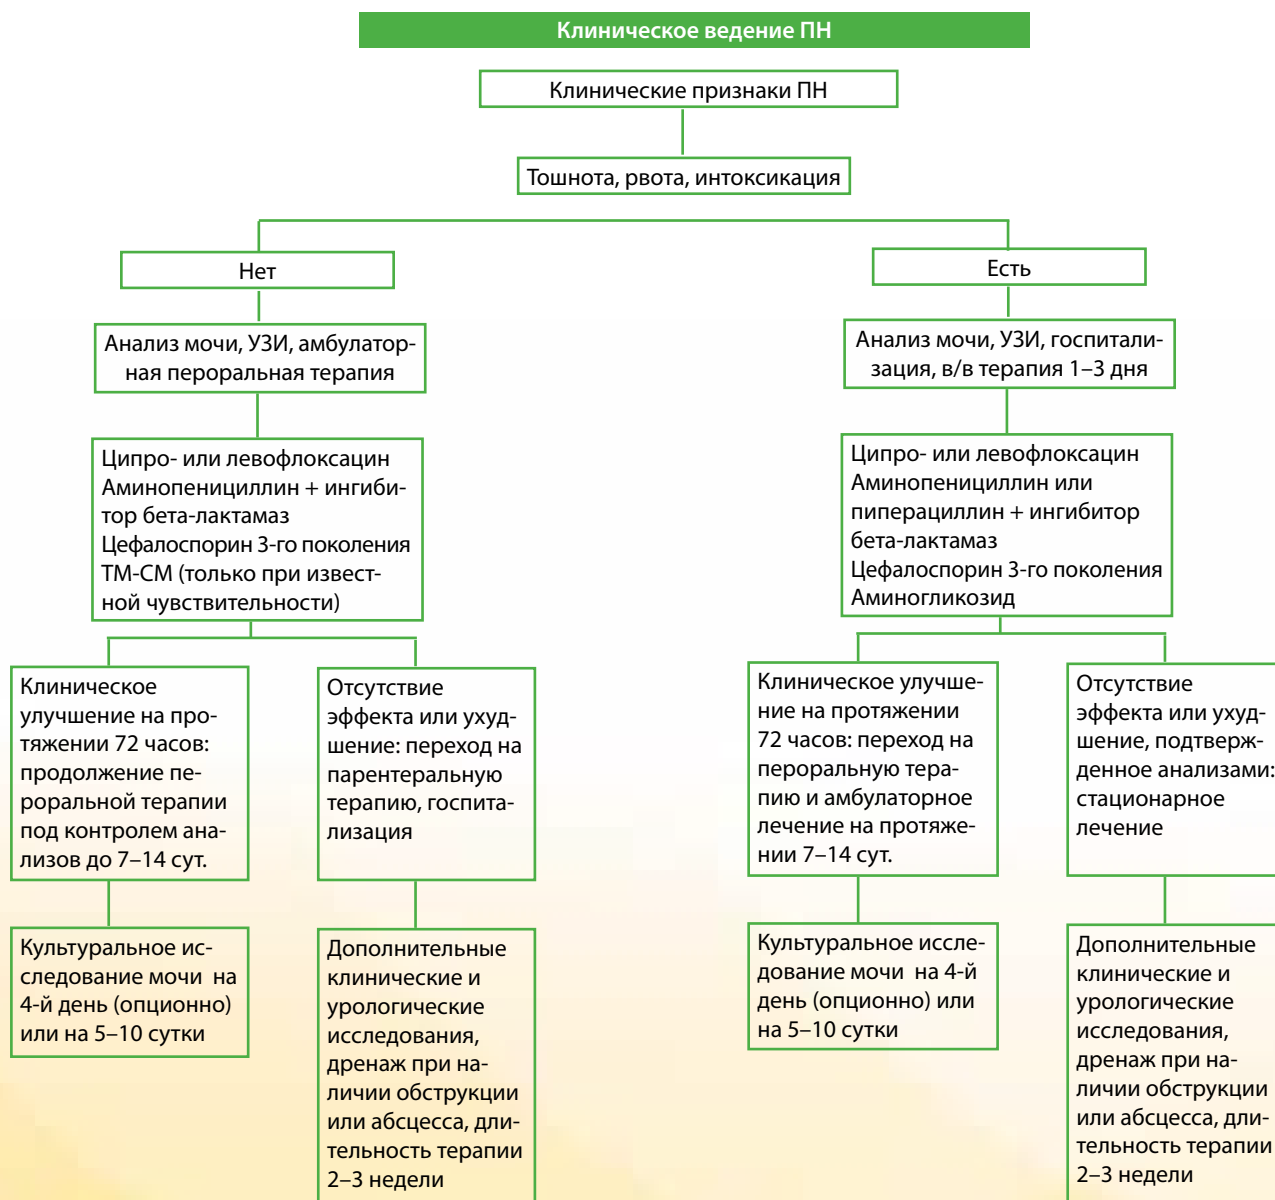 Клиническое ведение ПН
Клинические признаки ПН
Тошнота, рвота, интоксикация
Нет
Анализ мочи, УЗИ, амбулатор-
ная пероральная терапия
Ципро- или левофлоксацин
Аминопенициллин + ингиби-
тор бета-лактамаз
Цефалоспорин 3-го поколения
ТМ-СМ (только при извест-
ной чувствительности)
Клиническое
улучшение на про-
тяжении 72 часов:
продолжение пе-
роральной терапии
под контролем ана-
лизов до 7–14 сут.
Культуральное ис-
следование мочи на
4-й день (опционно)
или на 5–10 сутки
Отсутствие
эффекта или ухуд-
шение: переход на
парентеральную
терапию, госпита-
лизация
Дополнительные
клинические и
урологические
исследования,
дренаж при на-
личии обструкции
или абсцесса, дли-
тельность терапии
2–3 недели
Есть
Анализ мочи, УЗИ, госпитали-
зация, в/в терапия 1–3 дня
Ципро- или левофлоксацин
Аминопенициллин или
пиперациллин + ингибитор
бета-лактамаз
Цефалоспорин 3-го поколения
Аминогликозид
Клиническое улучше-
ние на протяжении
72 часов: переход на
пероральную тера-
пию и амбулаторное
лечение на протяже-
нии 7–14 сут.
Культуральное иссле-
дование мочи на 4-й
день (опционно) или
на 5–10 сутки
Отсутствие
эффекта или ухуд-
шение, подтверж-
денное анализами:
стационарное
лечение
Дополнительные
клинические и
урологические
исследования,
дренаж при на-
личии обструкции
или абсцесса, дли-
тельность терапии
2–3 недели